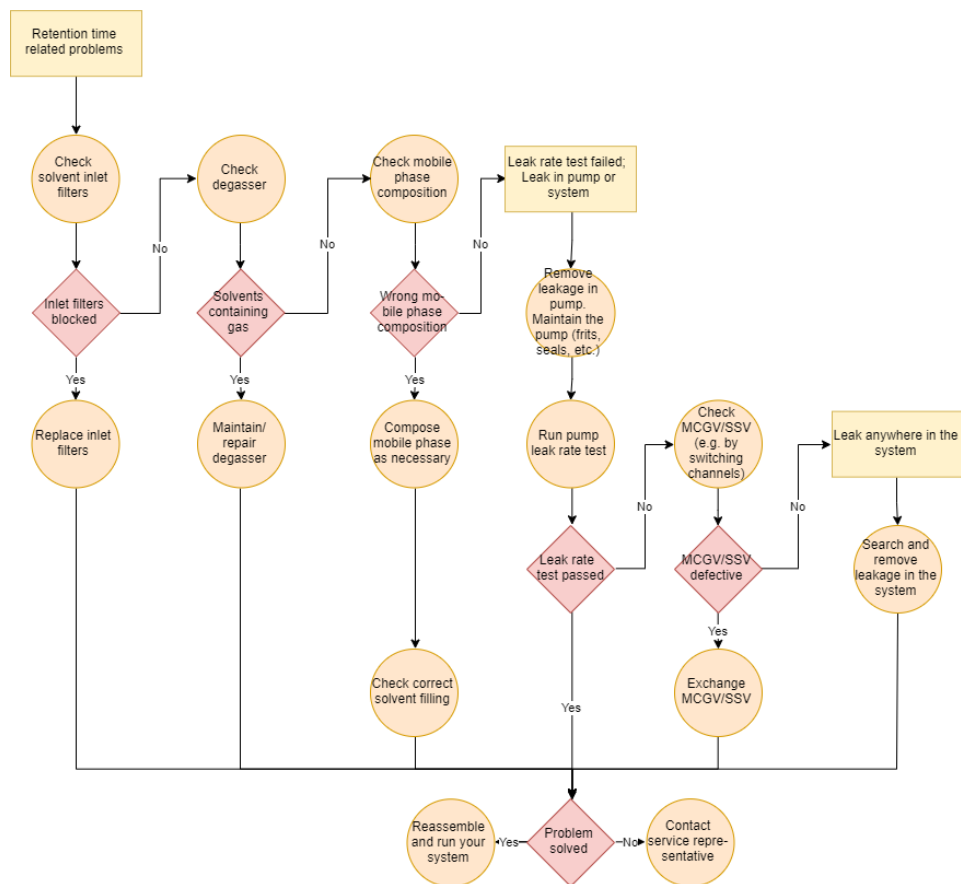 Retention time
related problems
Check
solvent inlet
filters
Check
degasser
Check mobile
phase
composition
Leak rate test failed;
Leak in pump or
system
No
No
No
Inlet filters
blocked
Solvents
containing
gas
Wrong mo-
bile phase
composition
Remove
leakage in
pump.
Maintain the
pump (frits,
seals, etc.)
Yes
Yes
Yes
Replace inlet
filters
Maintain/
repair
degasser
Compose
mobile phase
as necessary
Run pump
leak rate test
Check
MCGV/SSV
(e.g. by
switching
channels)
Leak anywhere in the
system
No
No
Leak rate
test passed
MCGV/SSV
defective
Search and
remove
leakage in the
system
Yes
Check correct
solvent filling
Exchange
MCGV/SSV
Yes
Reassemble
and run your
system
Yes
Problem
solved
No
Contact
service repre-
sentative